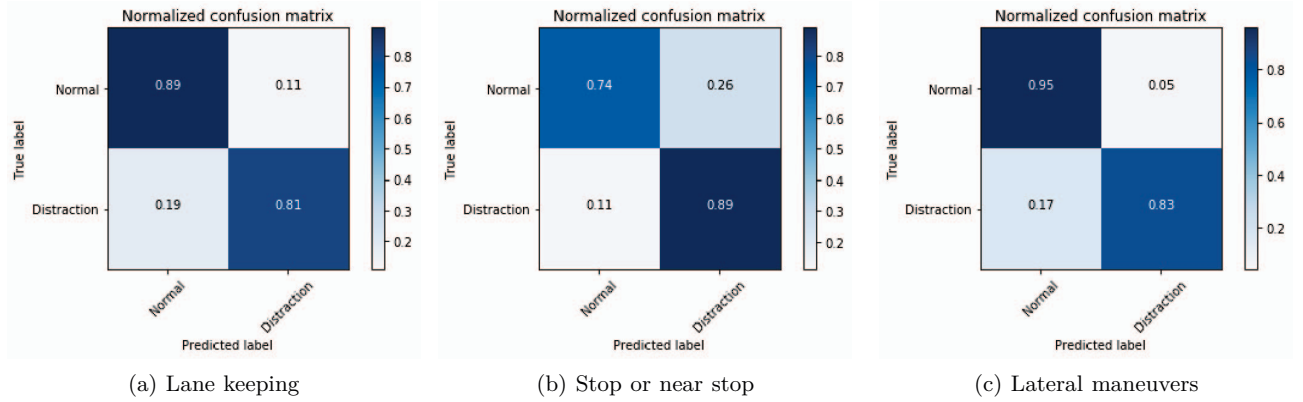 Normalized confusion matrix
Normal
Distraction
True label
0.89
0.11
0.19
0.81
Normal
Distraction
Predicted label
0.8
0.7
0.6
0.5
0.4
0.3
0.2
(a) Lane keeping
Normalized confusion matrix
Normal
Distraction
True label
0.74
0.26
0.11
0.89
Normal
Distraction
Predicted label
0.8
0.7
0.6
0.5
0.4
0.3
0.2
(b) Stop or near stop
Normalized confusion matrix
Normal
Distraction
True label
0.95
0.05
0.17
0.83
Normal
Distraction
Predicted label
0.8
0.6
0.4
0.2
(c) Lateral maneuvers